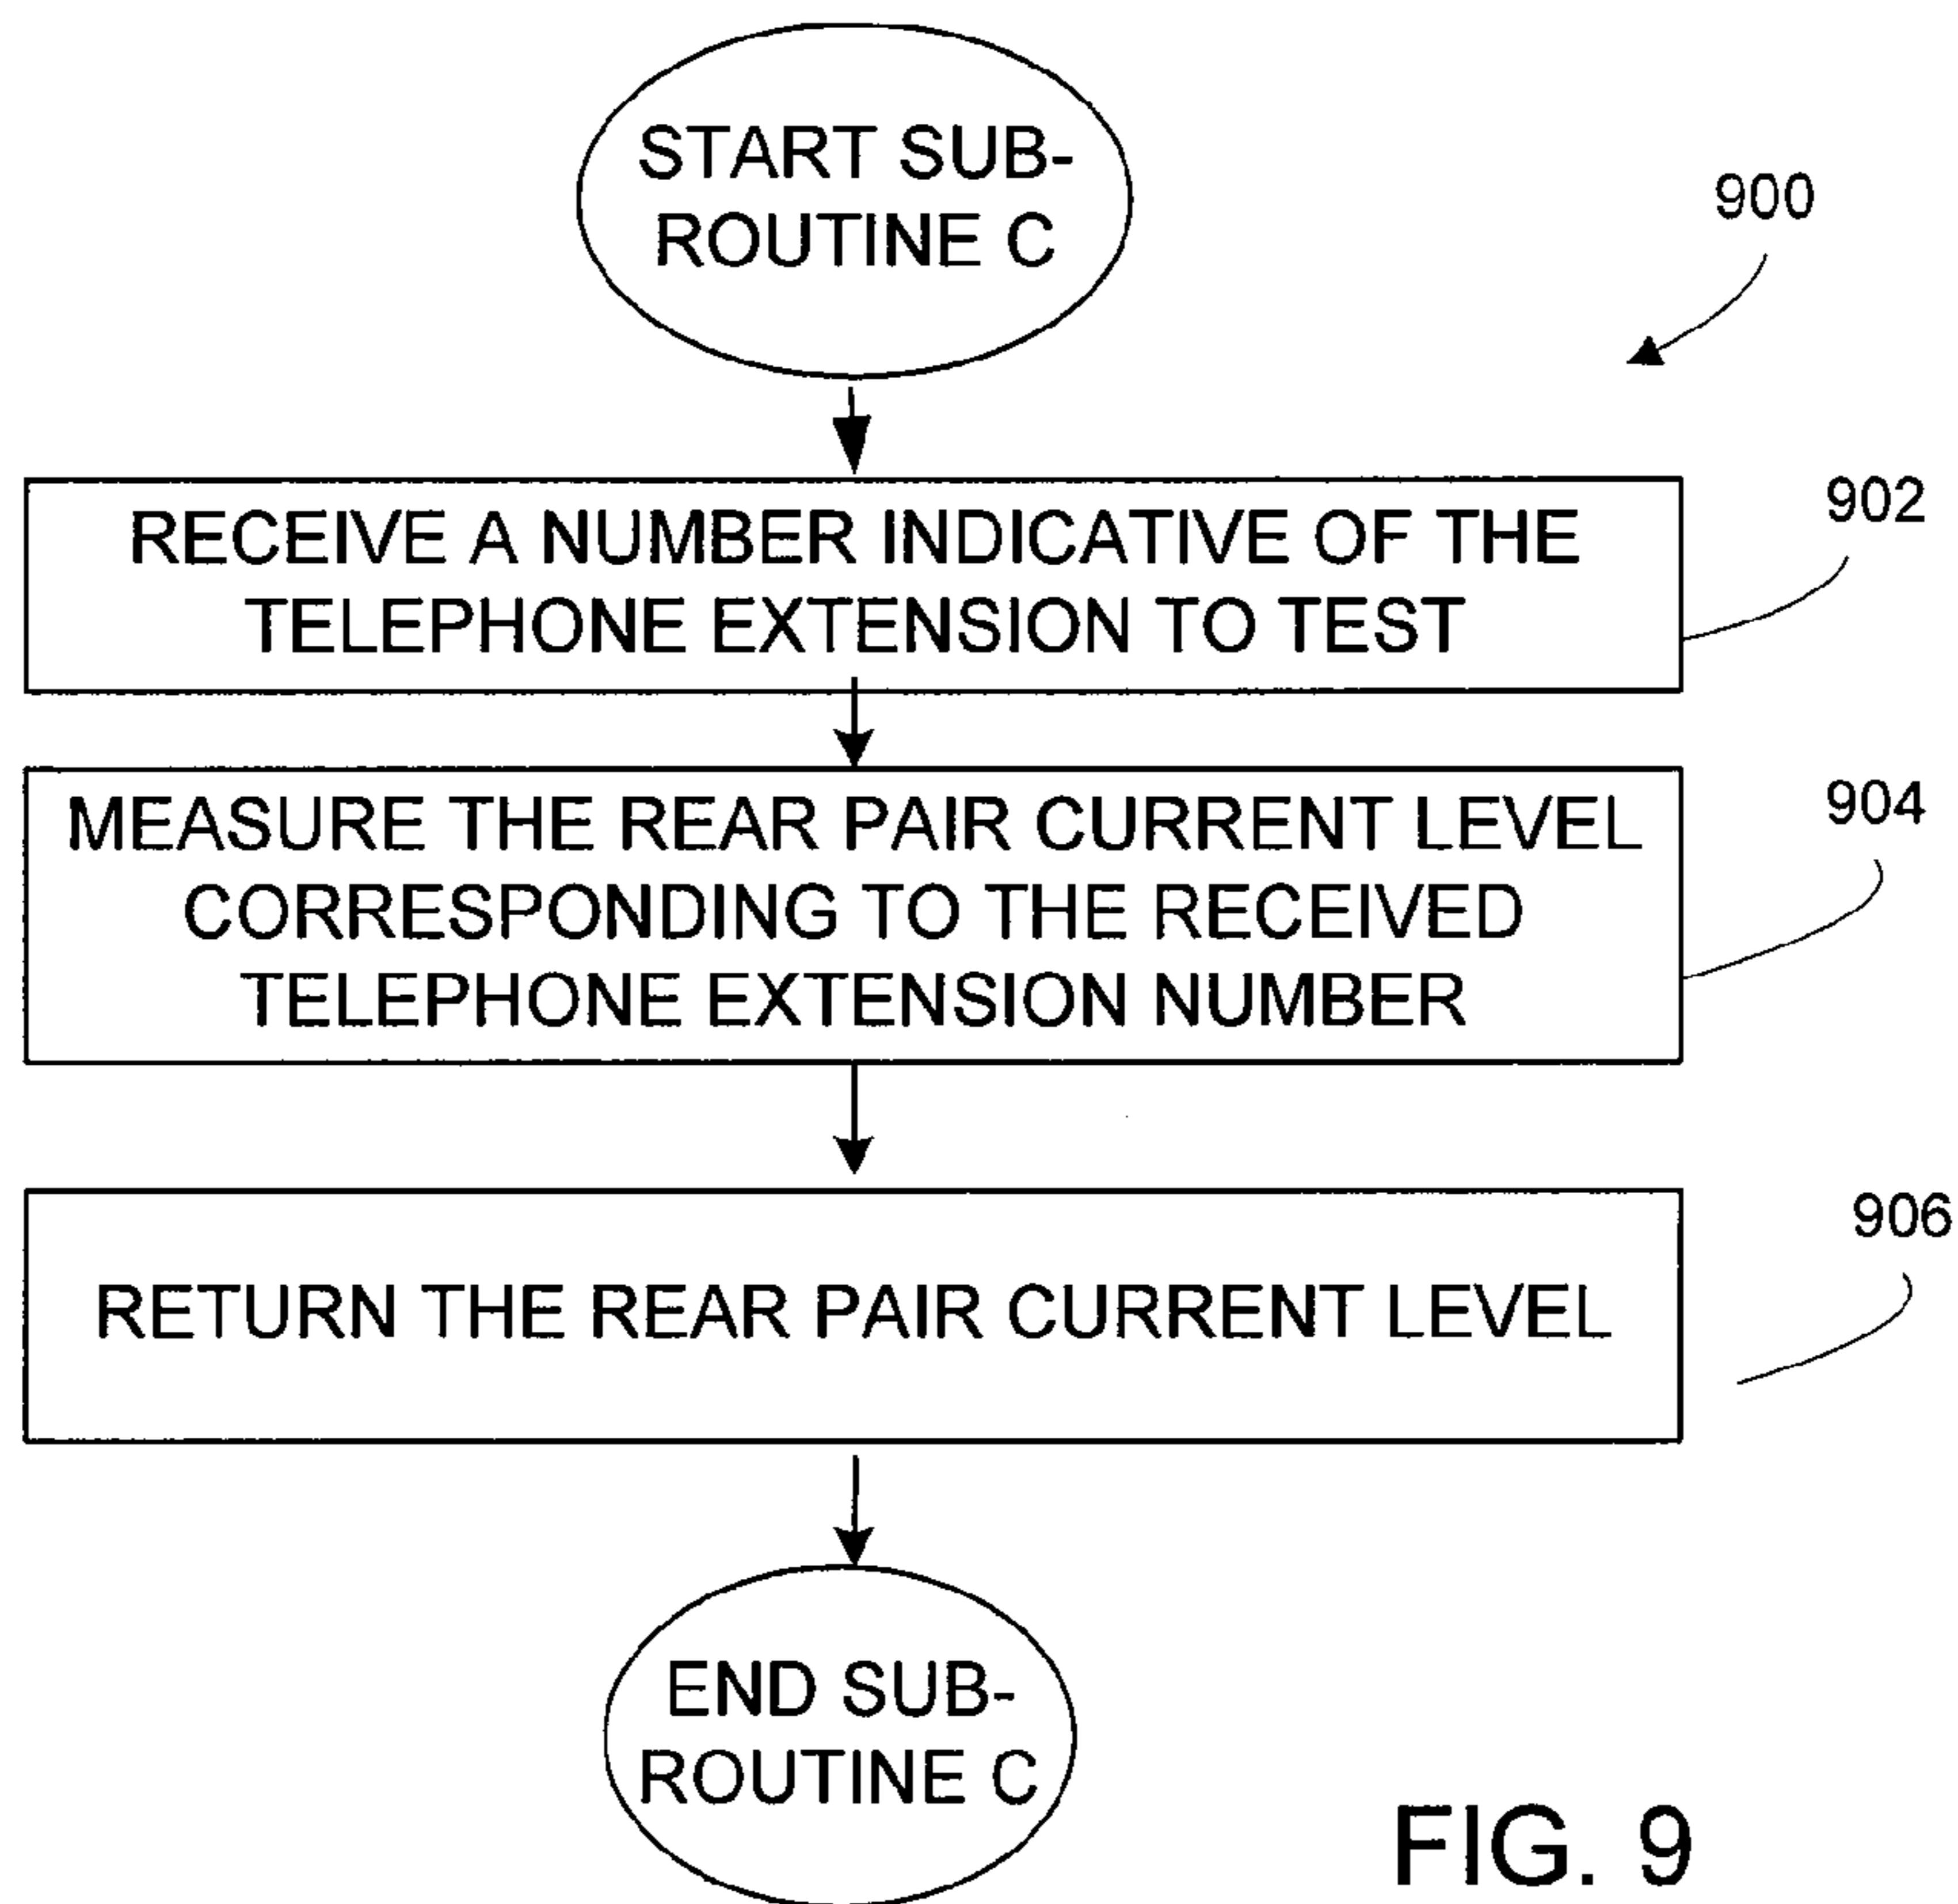 START SUB-
ROUTINE C
900
RECEIVE A NUMBER INDICATIVE OF THE
TELEPHONE EXTENSION TO TEST
902
MEASURE THE REAR PAIR CURRENT LEVEL
CORRESPONDING TO THE RECEIVED
TELEPHONE EXTENSION NUMBER
904
RETURN THE REAR PAIR CURRENT LEVEL
906
END SUB-
ROUTINE C
FIG. 9